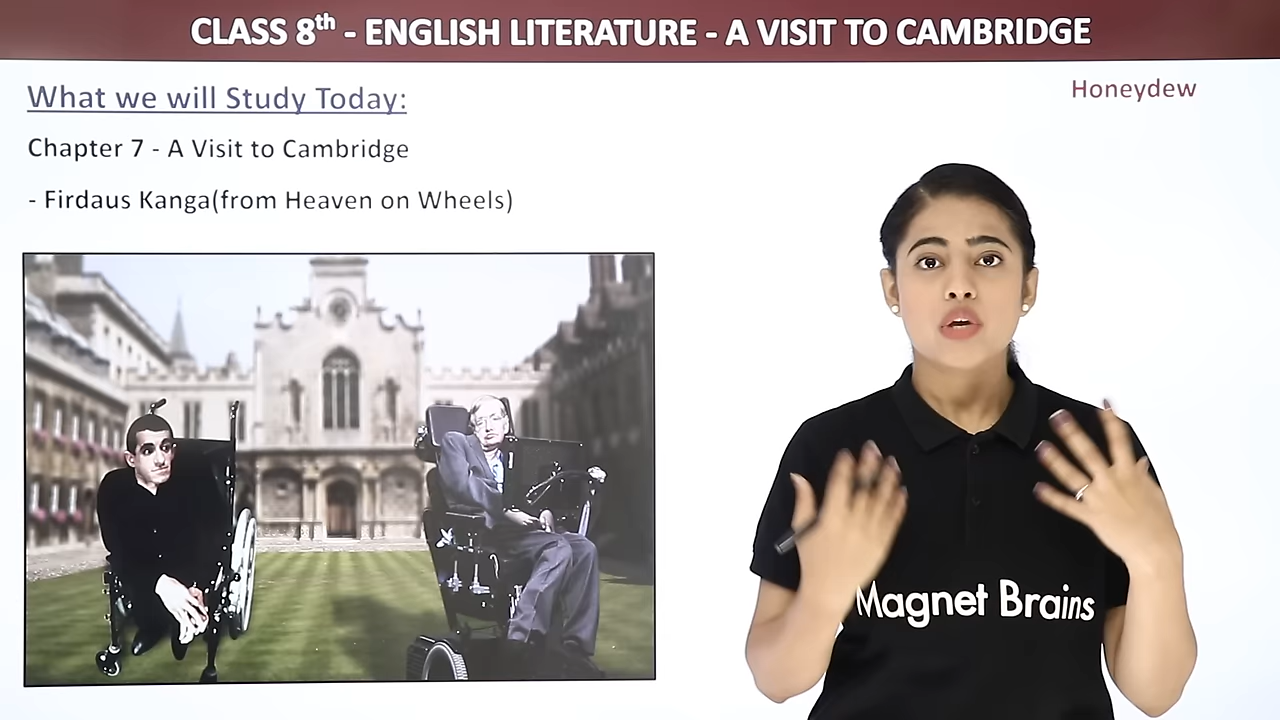 CLASS 8th - ENGLISH LITERATURE - A VISIT TO CAMBRIDGE
What we will Study Today:
Honeydew
Chapter 7 - A Visit to Cambridge
- Firdaus Kanga(from Heaven on Wheels)
Magnet Brains